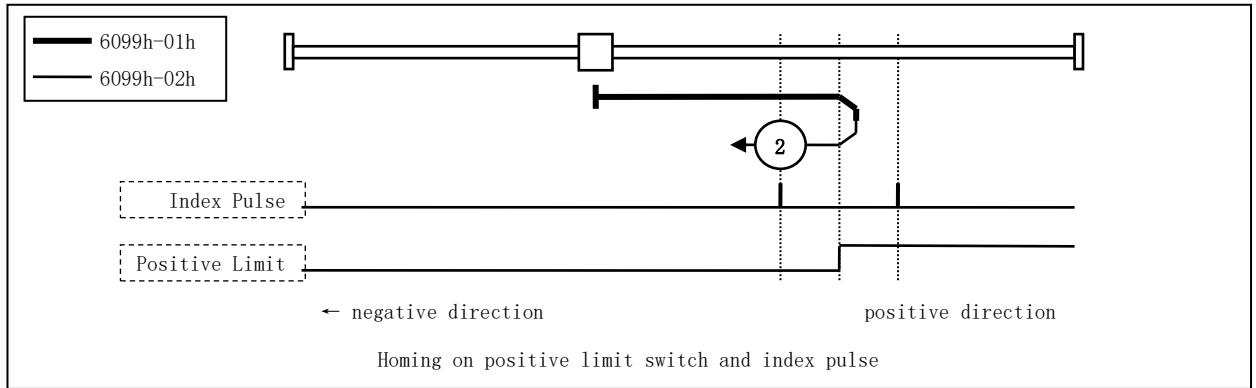 6099h-01h
6099h-02h
2
Index Pulse
Positive Limit
← negative direction
positive direction
Homing on positive limit switch and index pulse